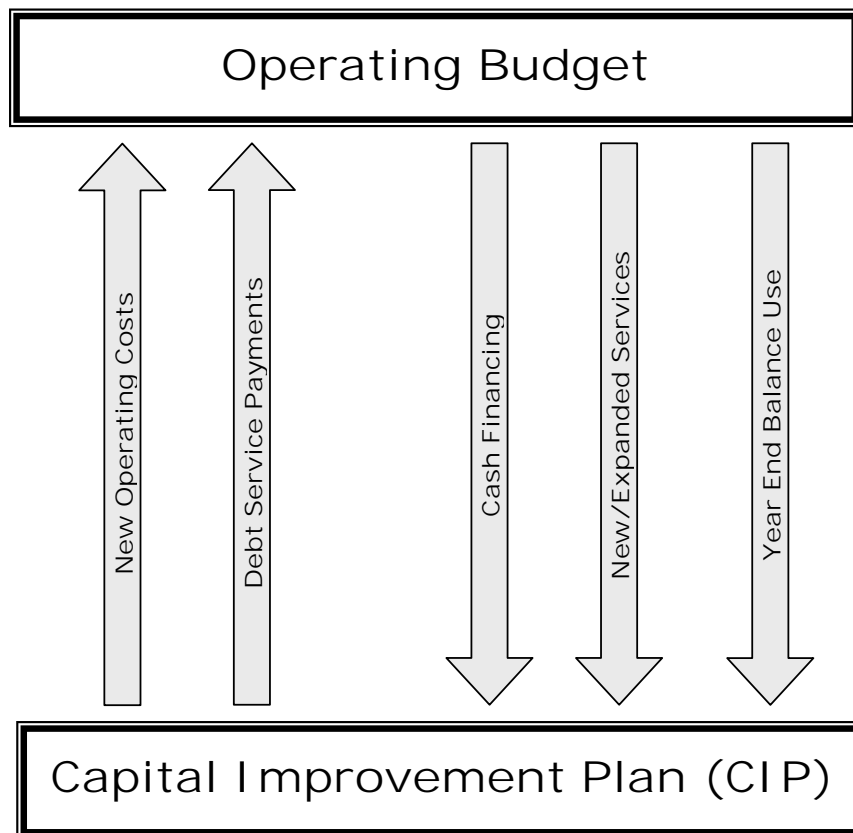 Operating Budget
New Operating Costs
Debt Service Payments
Cash Financing
New/Expanded Services
Year End Balance Use
Capital Improvement Plan (CIP)